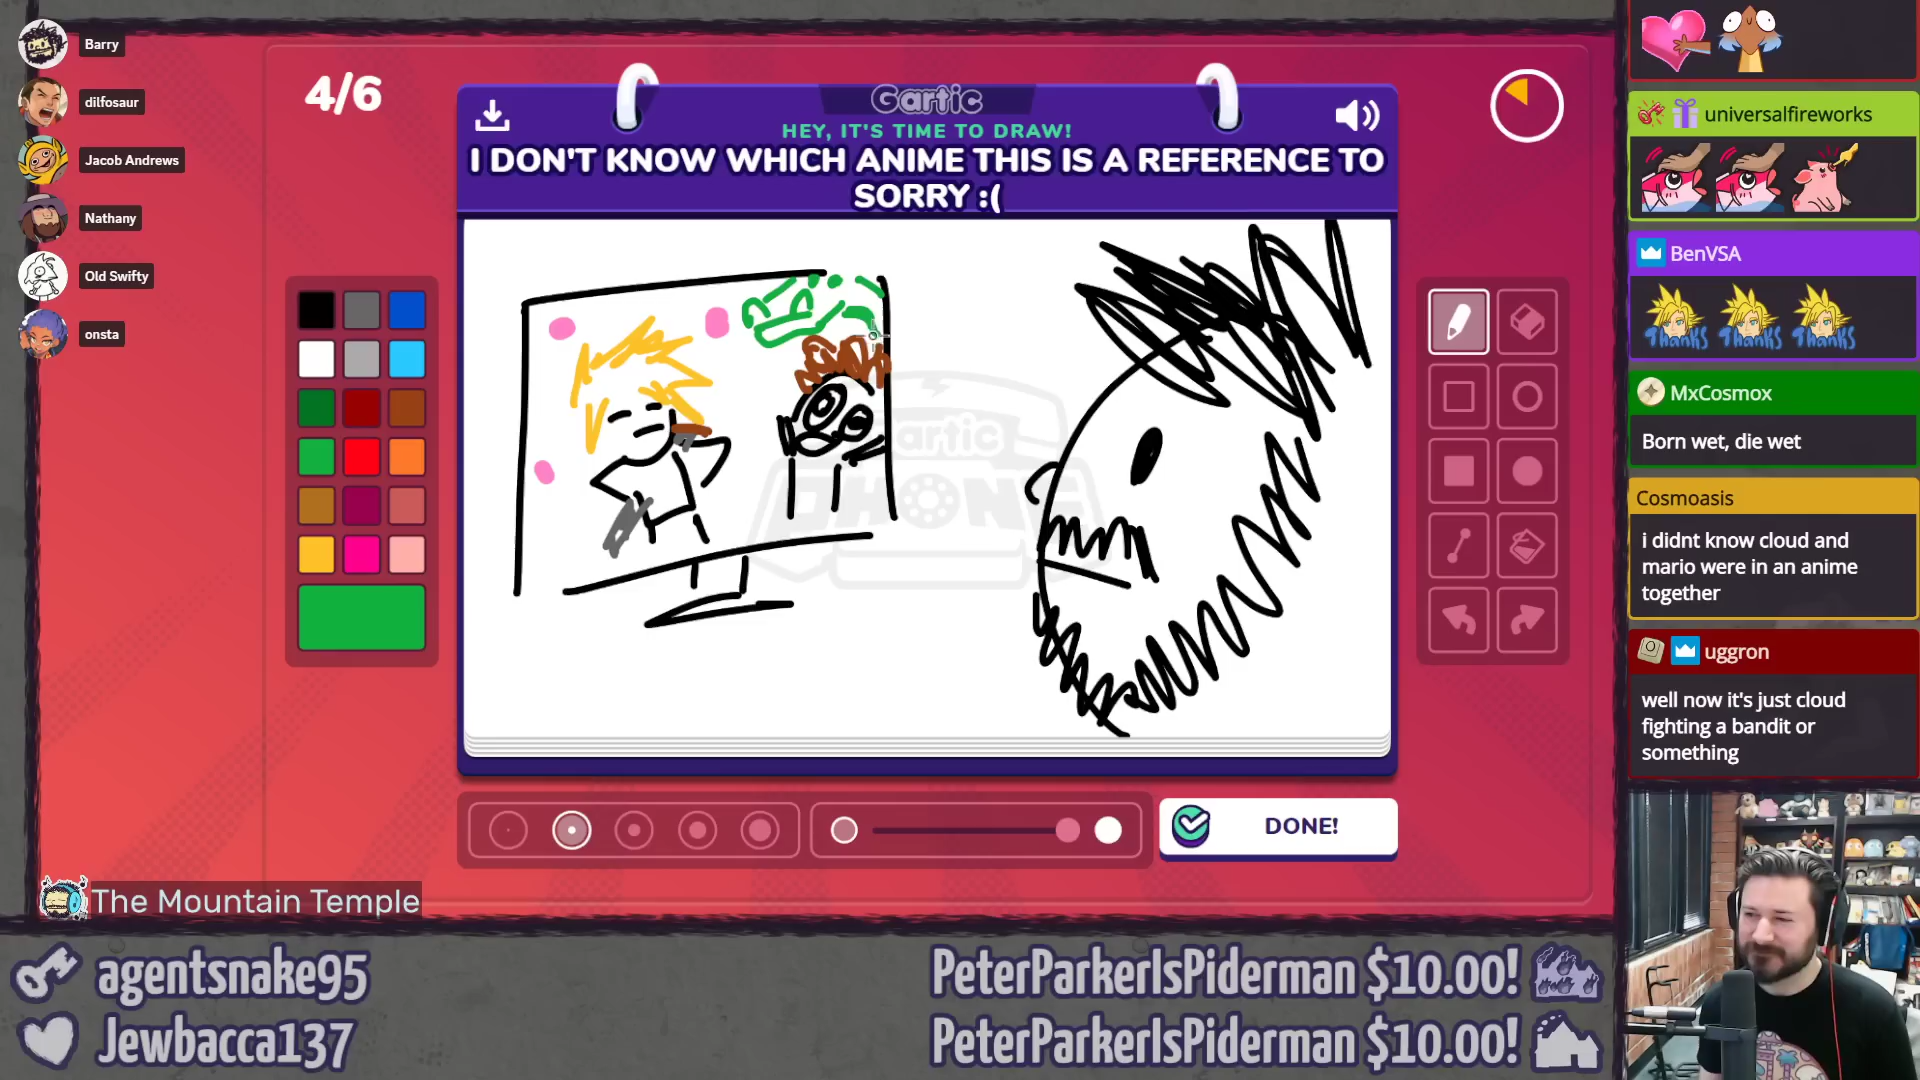 Barry
dilfosaur
Jacob Andrews
Nathany
Old Swifty
onsta
4/6
Gartic
HEY, IT'S TIME TO DRAW!
I DON'T KNOW WHICH ANIME THIS IS A REFERENCE TO
SORRY :(
Gartic
PHONE
DONE!
universalfireworks
BenVSA
THANKS THANKS THANKS
MxCosmox
Born wet, die wet
Cosmoasis
i didnt know cloud and
mario were in an anime
together
uggron
well now it's just cloud
fighting a bandit or
something
The Mountain Temple
agentsnake95
Jewbacca137
PeterParkerIsPiderman $10.00!
PeterParkerIsPiderman $10.00!